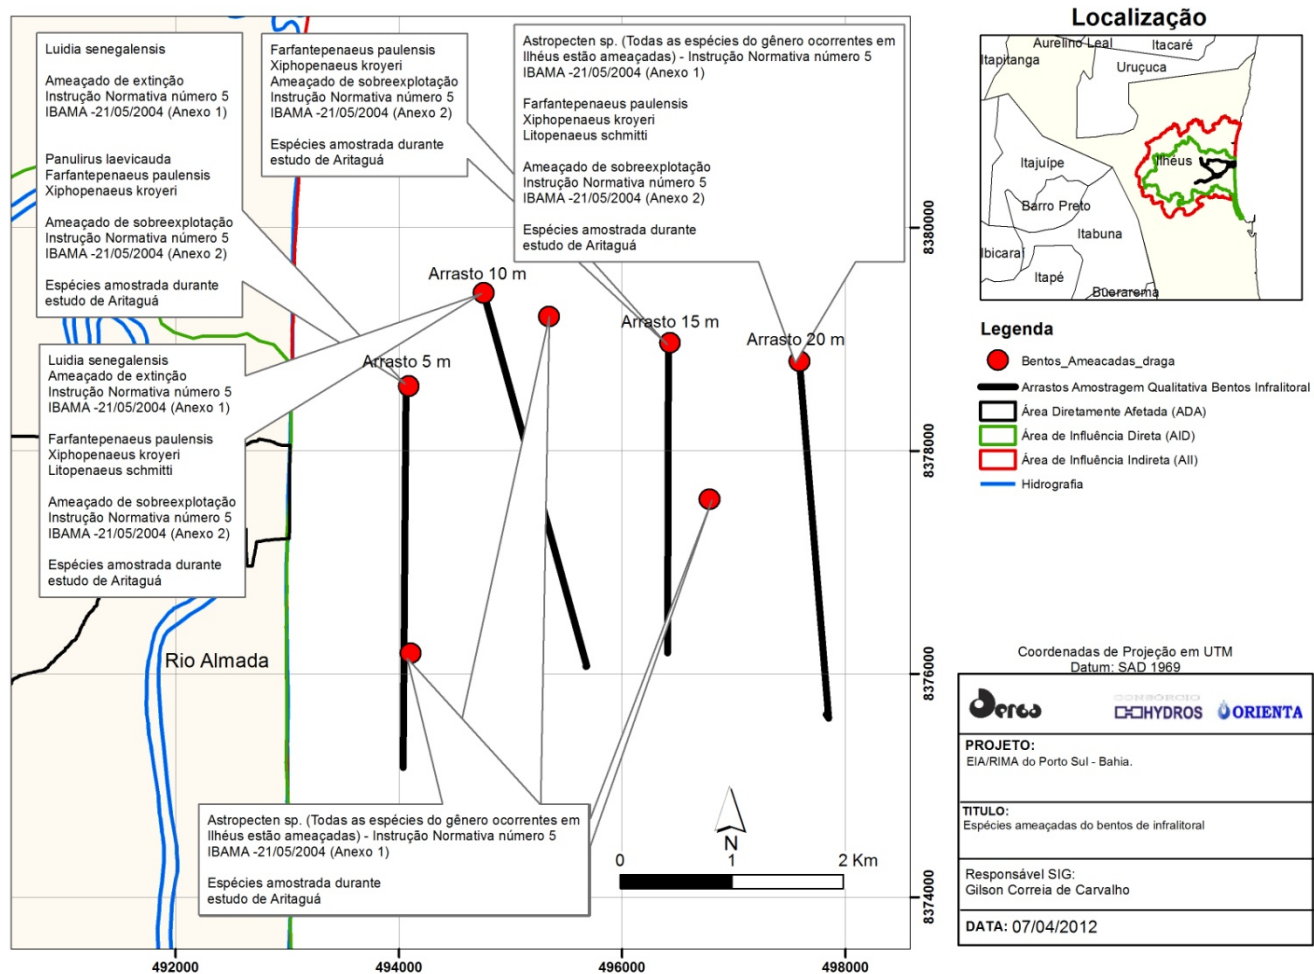 Luidia senegalensis
Ameaçado de extinção
Instrução Normativa número 5
IBAMA -21/05/2004 (Anexo 1)
Panulirus laevicauda
Farfantepenaeus paulensis
Xiphopenaeus kroyeri
Ameaçado de sobreexplotação
Instrução Normativa número 5
IBAMA -21/05/2004 (Anexo 2)
Espécies amostrada durante
estudo de Aritaguá
Farfantepenaeus paulensis
Xiphopenaeus kroyeri
Ameaçado de sobreexplotação
Instrução Normativa número 5
IBAMA -21/05/2004 (Anexo 2)
Espécies amostrada durante
estudo de Aritaguá
Astropecten sp. (Todas as espécies do gênero ocorrentes em
Ilhéus estão ameaçadas) - Instrução Normativa número 5
IBAMA -21/05/2004 (Anexo 1)
Farfantepenaeus paulensis
Xiphopenaeus kroyeri
Litopenaeus schmitti
Ameaçado de sobreexplotação
Instrução Normativa número 5
IBAMA -21/05/2004 (Anexo 2)
Espécies amostrada durante
estudo de Aritaguá
Arrasto 10 m
Arrasto 15 m
Arrasto 20 m
Arrasto 5 m
Luidia senegalensis
Ameaçado de extinção
Instrução Normativa número 5
IBAMA -21/05/2004 (Anexo 1)
Farfantepenaeus paulensis
Xiphopenaeus kroyeri
Litopenaeus schmitti
Ameaçado de sobreexplotação
Instrução Normativa número 5
IBAMA -21/05/2004 (Anexo 2)
Espécies amostrada durante
estudo de Aritaguá
Rio Almada
Astropecten sp. (Todas as espécies do gênero ocorrentes em
Ilhéus estão ameaçadas) - Instrução Normativa número 5
IBAMA -21/05/2004 (Anexo 1)
Espécies amostrada durante
estudo de Aritaguá
N
0 1 2 Km
8380000
8378000
8376000
8374000
492000 494000 496000 498000
Localização
Aurelino Leal
Itacaré
Itapitanga
Uruçuca
Itajuípe
Ilhéus
Barro Preto
Itabuna
Ibicaraí
Itapé
Buerarema
Legenda
Bentos_Ameacadas_draga
Arrastos Amostragem Qualitativa Bentos Infralitoral
Área Diretamente Afetada (ADA)
Área de Influência Direta (AID)
Área de Influência Indireta (AII)
Hidrografia
Coordenadas de Projeção em UTM
Datum: SAD 1969
Derba CONSÓRCIO HYDROS ORIENTA
PROJETO:
EIA/RIMA do Porto Sul - Bahia.
TITULO:
Espécies ameaçadas do bentos de infralitoral
Responsável SIG:
Gilson Correia de Carvalho
DATA: 07/04/2012